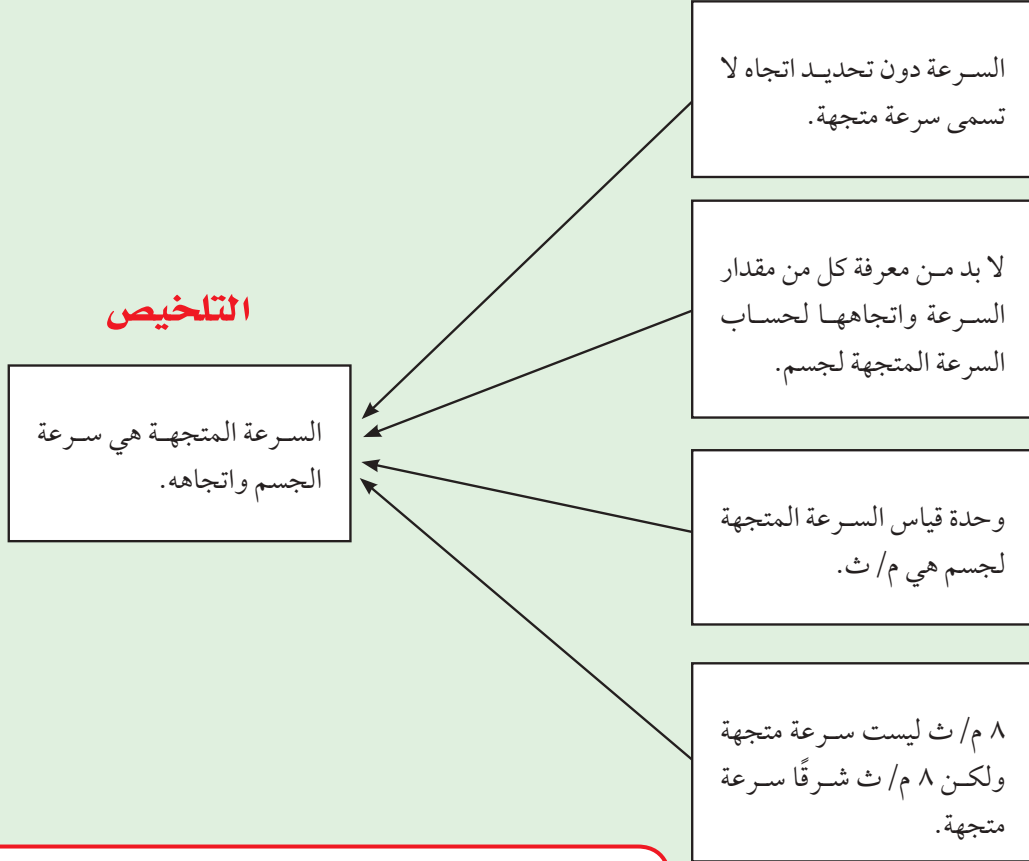 السرعة دون تحديد اتجاه لا
تسمى سرعة متجهة.
لا بد من معرفة كل من مقدار
السرعة واتجاهها لحساب
السرعة المتجهة لجسم.
وحدة قياس السرعة المتجهة
لجسم هي م/ ث.
٨ م/ ث ليست سرعة متجهة
ولكن ٨ م/ ث شرقًا سرعة
متجهة.
التلخيص
السرعة المتجهة هي سرعة
الجسم واتجاهه.